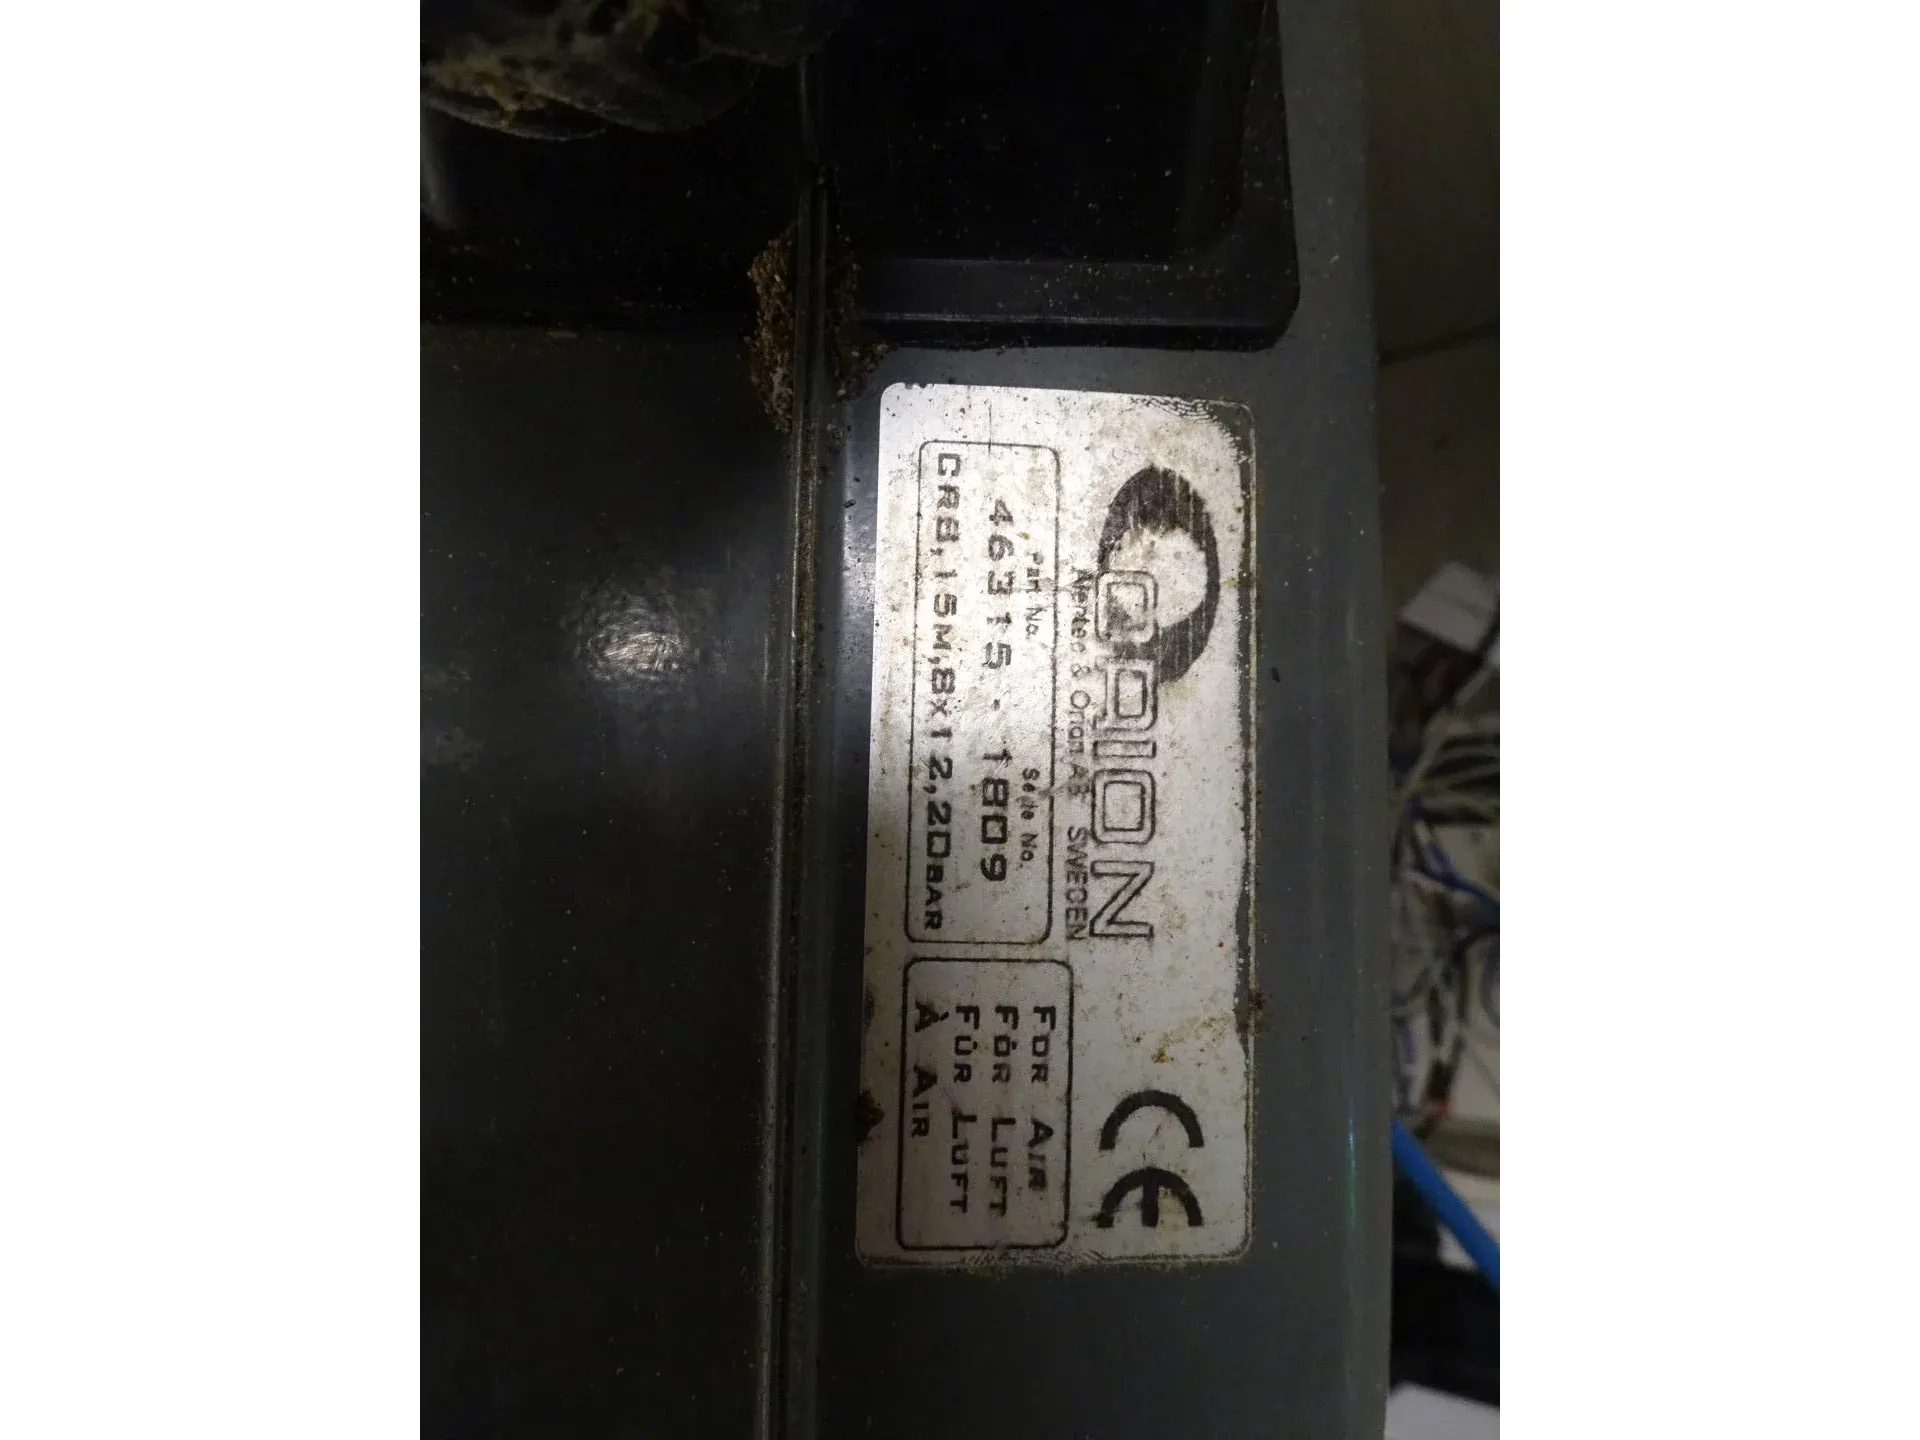 ORION
Alentec & Orion AB SWEDEN
Part No. Serie No.
46315 - 1809
CR8,15M,8X12,20BAR
CE
FOR AIR
FÖR LUFT
FÜR LUFT
À AIR